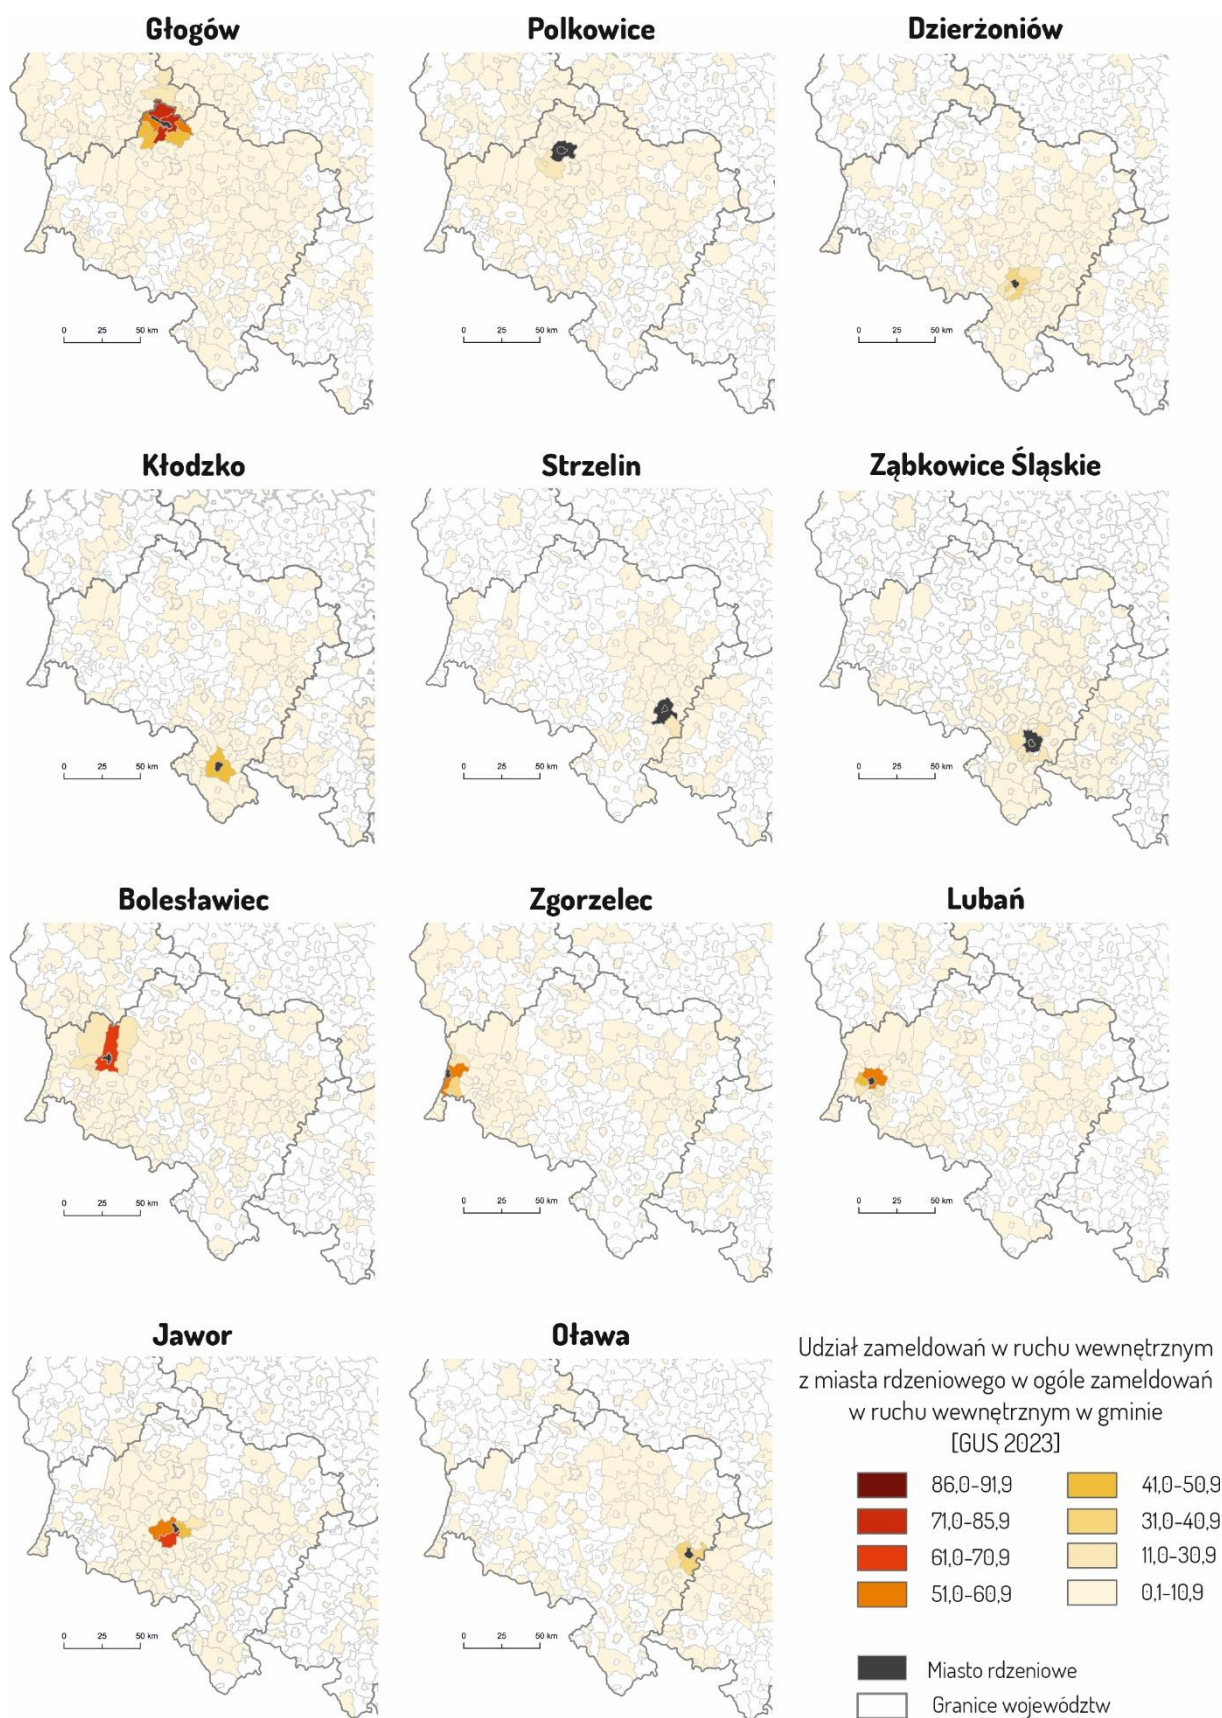 Głogów
Polkowice
Dzierżoniów
0 25 50 km
0 25 50 km
0 25 50 km
Kłodzko
Strzelin
Ząbkowice Śląskie
0 25 50 km
0 25 50 km
0 25 50 km
Bolesławiec
Zgorzelec
Lubań
0 25 50 km
0 25 50 km
0 25 50 km
Jawor
Oława
0 25 50 km
0 25 50 km
Udział zameldowań w ruchu wewnętrznym
z miasta rdzeniowego w ogóle zameldowań
w ruchu wewnętrznym w gminie
[GUS 2023]
86,0-91,9
41,0-50,9
71,0-85,9
31,0-40,9
61,0-70,9
11,0-30,9
51,0-60,9
0,1-10,9
Miasto rdzeniowe
Granice województw